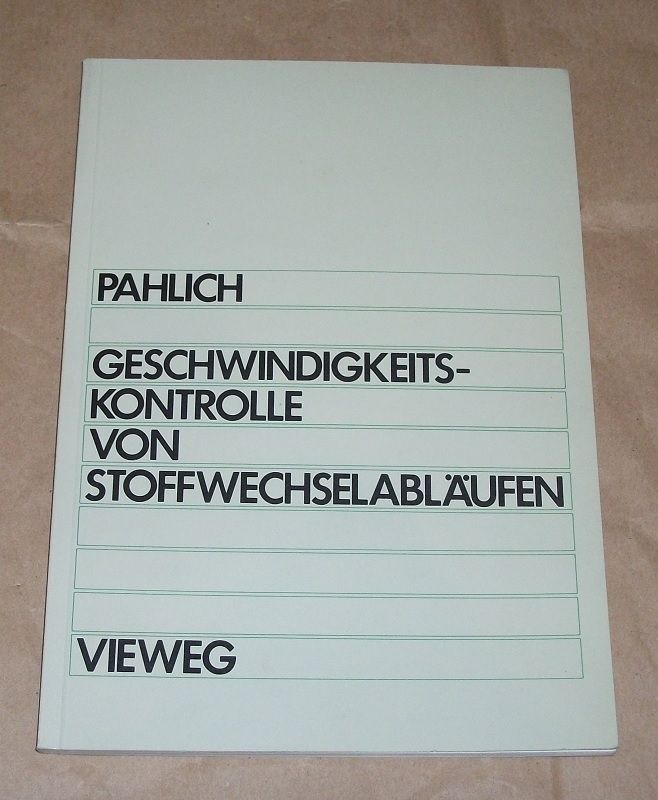 PAHLICH
GESCHWINDIGKEITS-
KONTROLLE
VON
STOFFWECHSELABLÄUFEN
VIEWEG